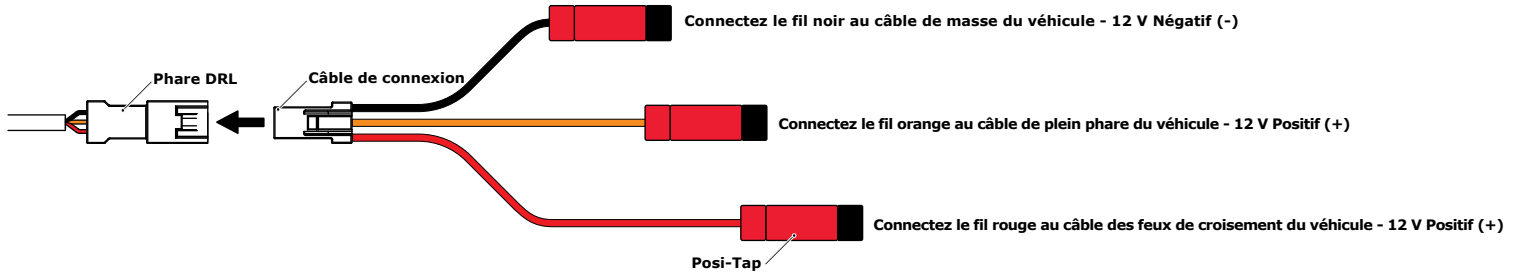 Connectez le fil noir au câble de masse du véhicule - 12 V Négatif (-)
Phare DRL
Câble de connexion
Connectez le fil orange au câble de plein phare du véhicule - 12 V Positif (+)
Connectez le fil rouge au câble des feux de croisement du véhicule - 12 V Positif (+)
Posi-Tap